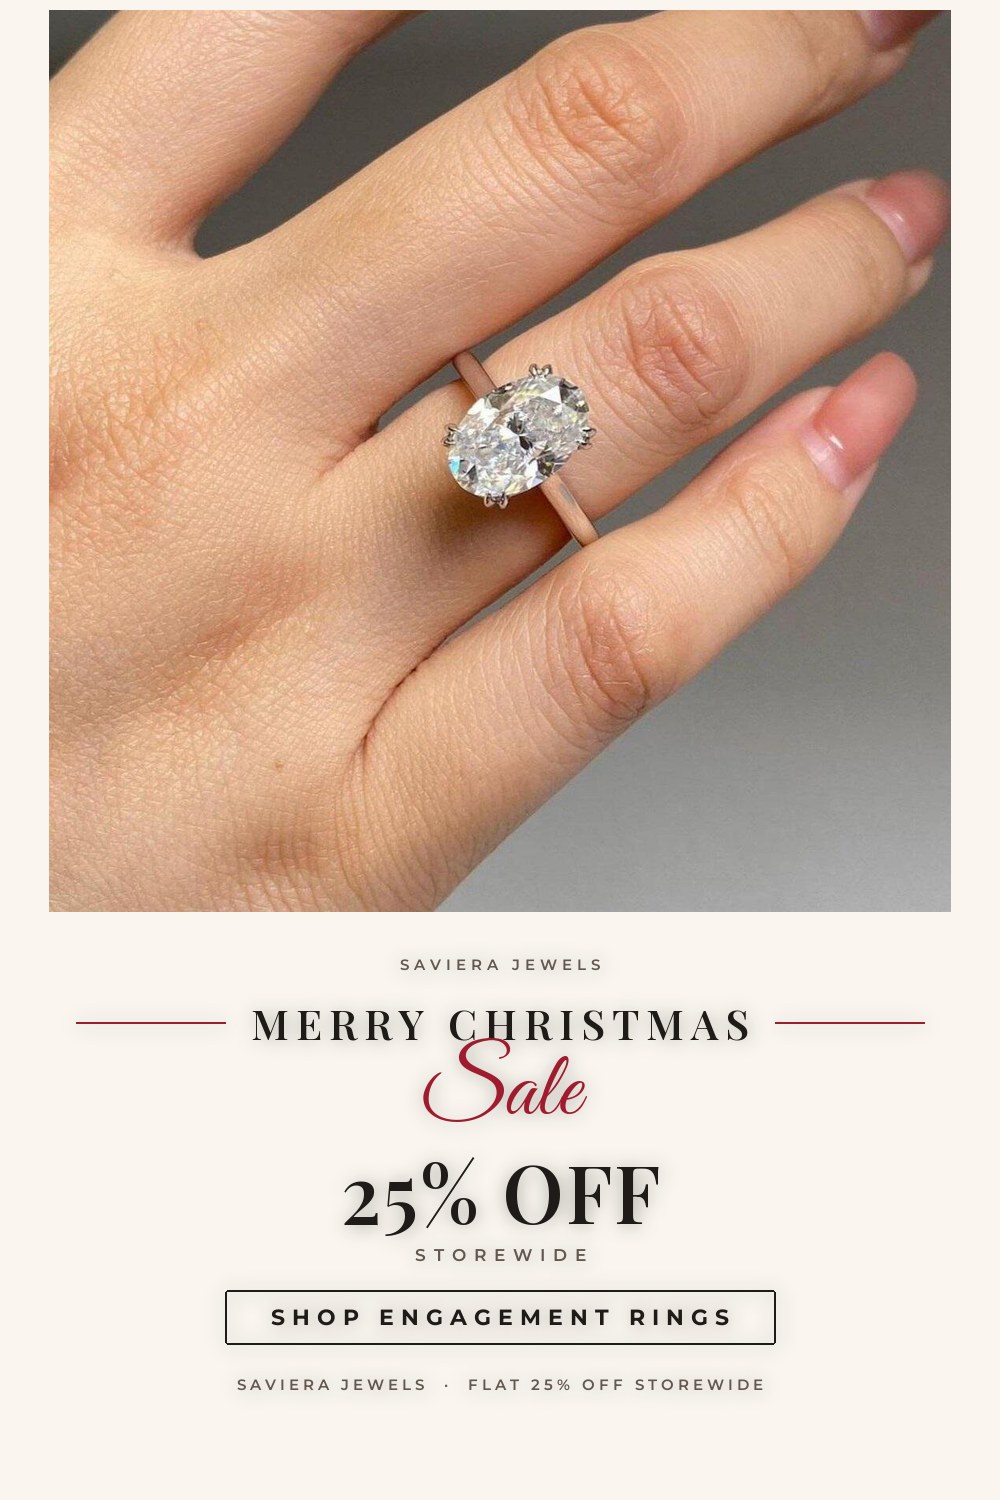 SAVIERA JEWELS
MERRY CHRISTMAS
Sale
25% OFF
STOREWIDE
SHOP ENGAGEMENT RINGS
SAVIERA JEWELS · FLAT 25% OFF STOREWIDE